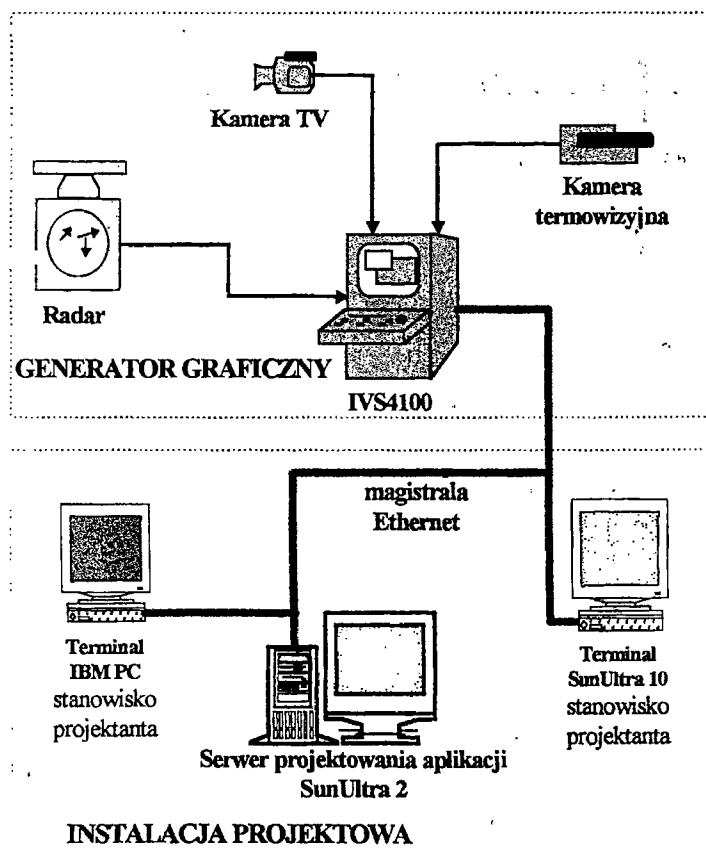 Kamera TV
Kamera
termowizyjna
Radar
GENERATOR GRAFICZNY
IVS4100
magistrala
Ethernet
Terminal
IBM PC
stanowisko
projektanta
Terminal
SunUltra 10
stanowisko
projektanta
Serwer projektowania aplikacji
SunUltra 2
INSTALACJA PROJEKTOWA